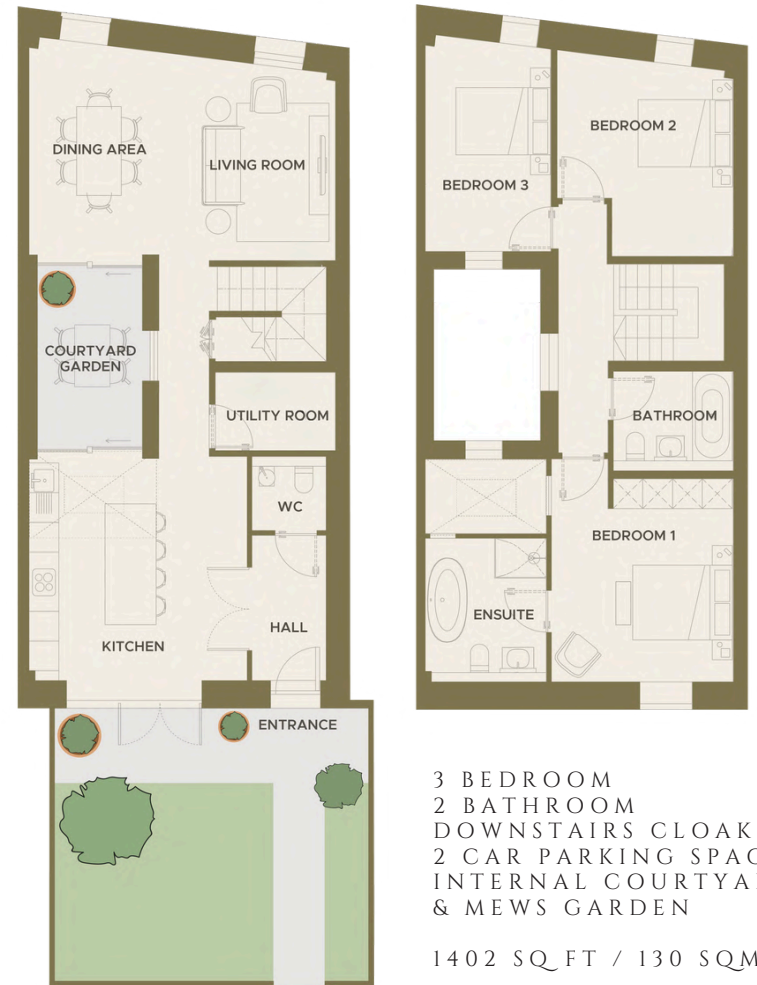 DINING AREA
LIVING ROOM
COURTYARD
GARDEN
UTILITY ROOM
WC
HALL
KITCHEN
ENTRANCE
BEDROOM 2
BEDROOM 3
BATHROOM
BEDROOM 1
ENSUITE
3 BEDROOM
2 BATHROOM
DOWNSTAIRS CLOAK
2 CAR PARKING SPAC
INTERNAL COURTYA
& MEWS GARDEN
1402 SQ FT / 130 SQM